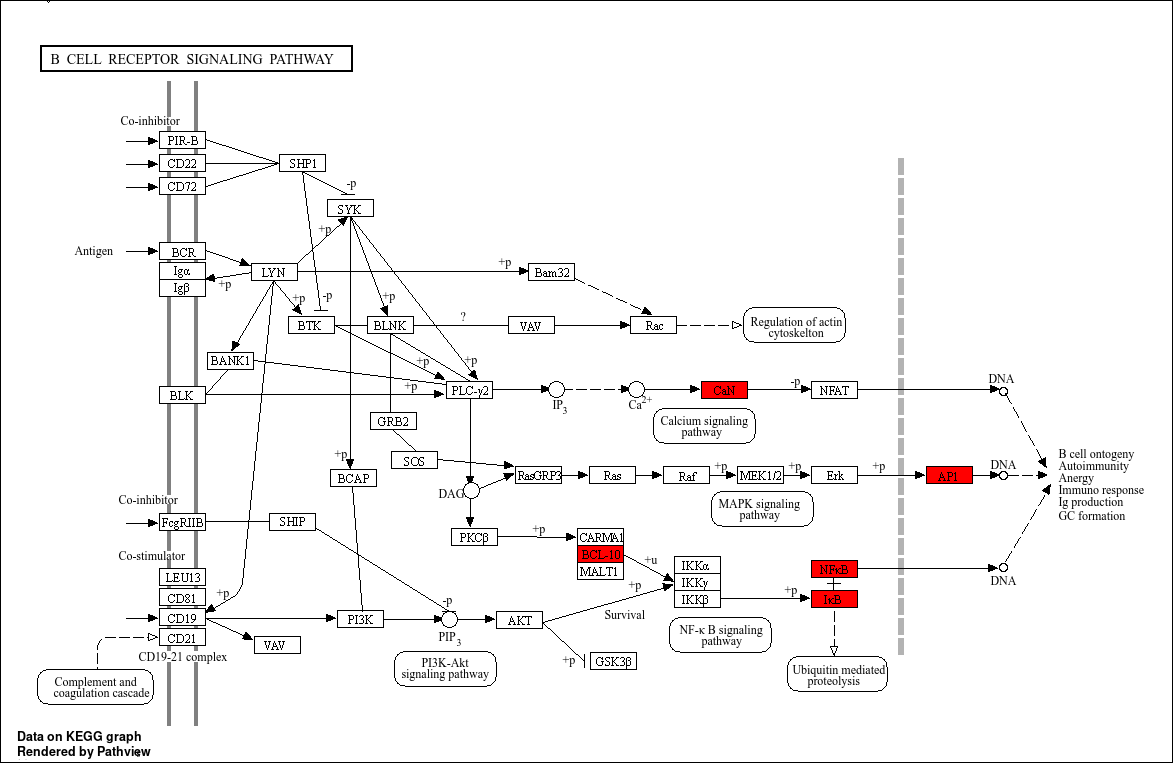 B CELL RECEPTOR SIGNALING PATHWAY
Co-inhibitor
PIR-B
CD22
SHP1
CD72
-p
SYK
+p
Antigen
BCR
LYN
+p
Bam32
Igα
Igβ
+p
+p
-p
+p
BTK
BLNK
?
VAV
Rac
Regulation of actin
cytoskelton
BANK1
+p
+p
BLK
+p
PLC-γ2
IP3
Ca2+
CaN
-p
NFAT
DNA
Calcium signaling
pathway
GRB2
SOS
+p
BCAP
RasGRP3
Ras
Raf
+p
MEK1/2
+p
Erk
+p
AP1
DNA
MAPK signaling
pathway
B cell ontogeny
Autoimmunity
Anergy
Immuno response
Ig production
GC formation
DAG
Co-inhibitor
FcgRIIB
SHIP
PKCβ
+p
CARMA1
BCL-10
MALT1
+u
+p
IKKα
IKKγ
IKKβ
+p
NFκB
IκB
DNA
Co-stimulator
LEU13
CD81
+p
CD19
CD21
VAV
PI3K
-p
PIP3
AKT
Survival
+p
GSK3β
CD19-21 complex
Complement and
coagulation cascade
PI3K-Akt
signaling pathway
NF-κ B signaling
pathway
Ubiquitin mediated
proteolysis
Data on KEGG graph
Rendered by Pathview